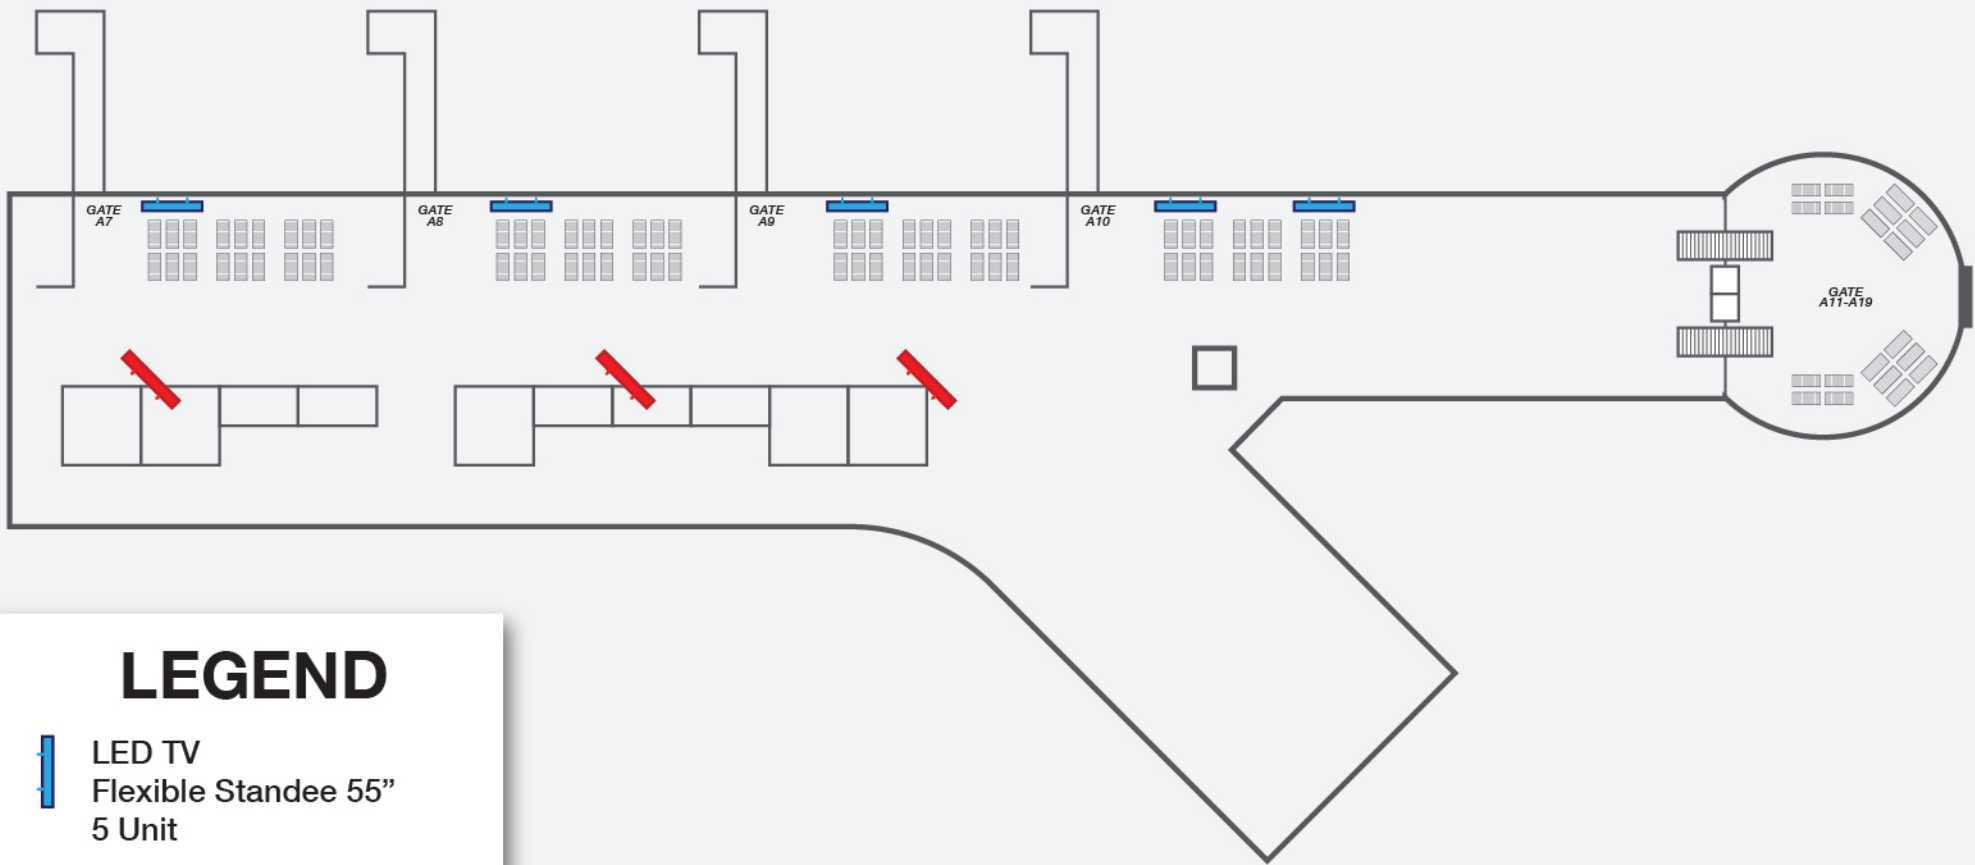 GATE
A7
GATE
A8
GATE
A9
GATE
A10
GATE
A11-A19
LEGEND
LED TV
Flexible Standee 55”
5 Unit